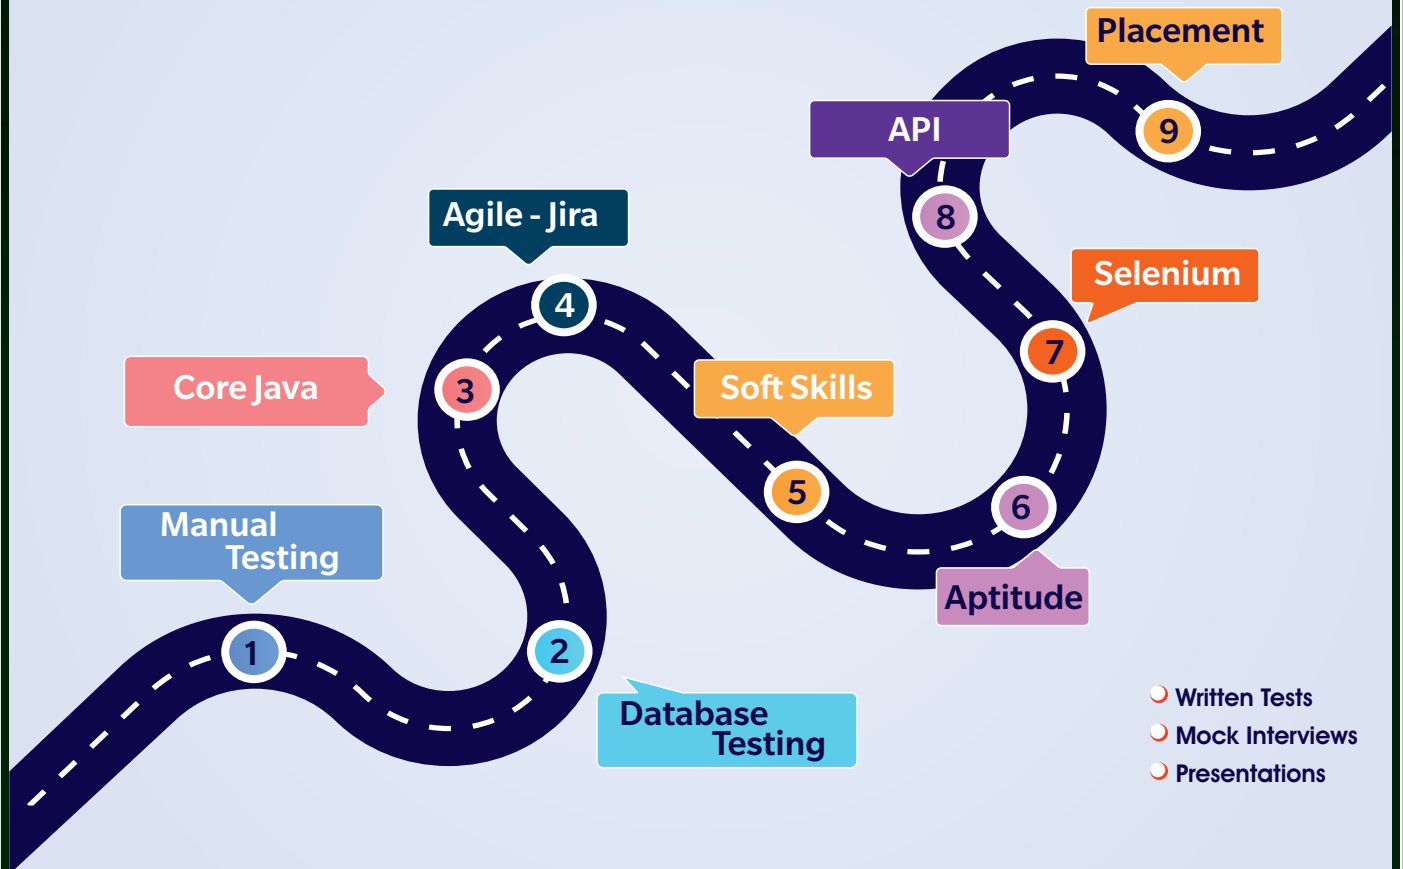 Placement
9
API
8
Agile - Jira
4
Selenium
7
Core Java
3
Soft Skills
5
6
Aptitude
Manual
Testing
1
2
Database
Testing
Written Tests
Mock Interviews
Presentations